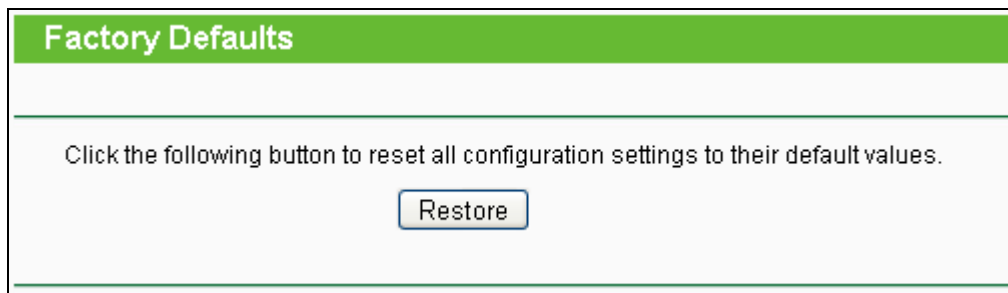 Factory Defaults
Click the following button to reset all configuration settings to their default values.
Restore